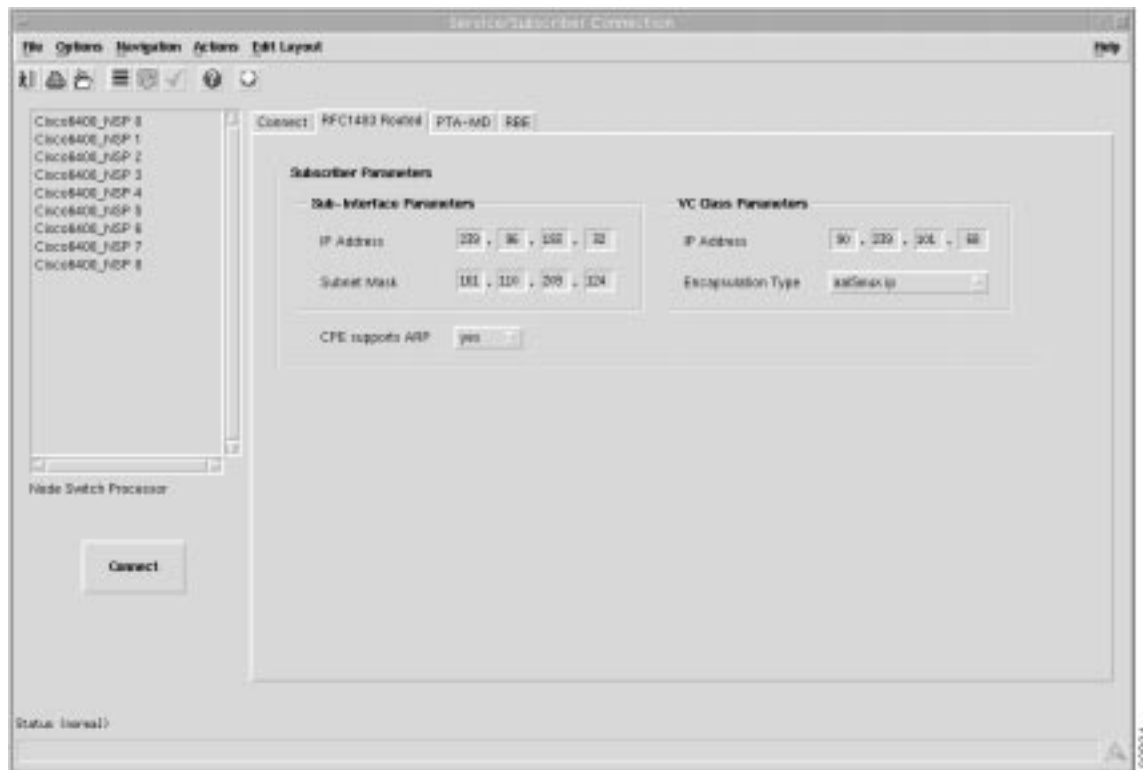 Service/Subscriber Connection
File Options Navigation Actions Edit Layout Help
Cisco6400_NSP 0
Cisco6400_NSP 1
Cisco6400_NSP 2
Cisco6400_NSP 3
Cisco6400_NSP 4
Cisco6400_NSP 5
Cisco6400_NSP 6
Cisco6400_NSP 7
Cisco6400_NSP 8
Node Switch Processor
Connect
Connect RFC1483 Routed PTA-MD RBE
Subscriber Parameters
Sub-Interface Parameters
IP Address
Subnet Mask
CPE supports ARP yes
VC Class Parameters
IP Address
Encapsulation Type aal5mux ip
Status (normal)